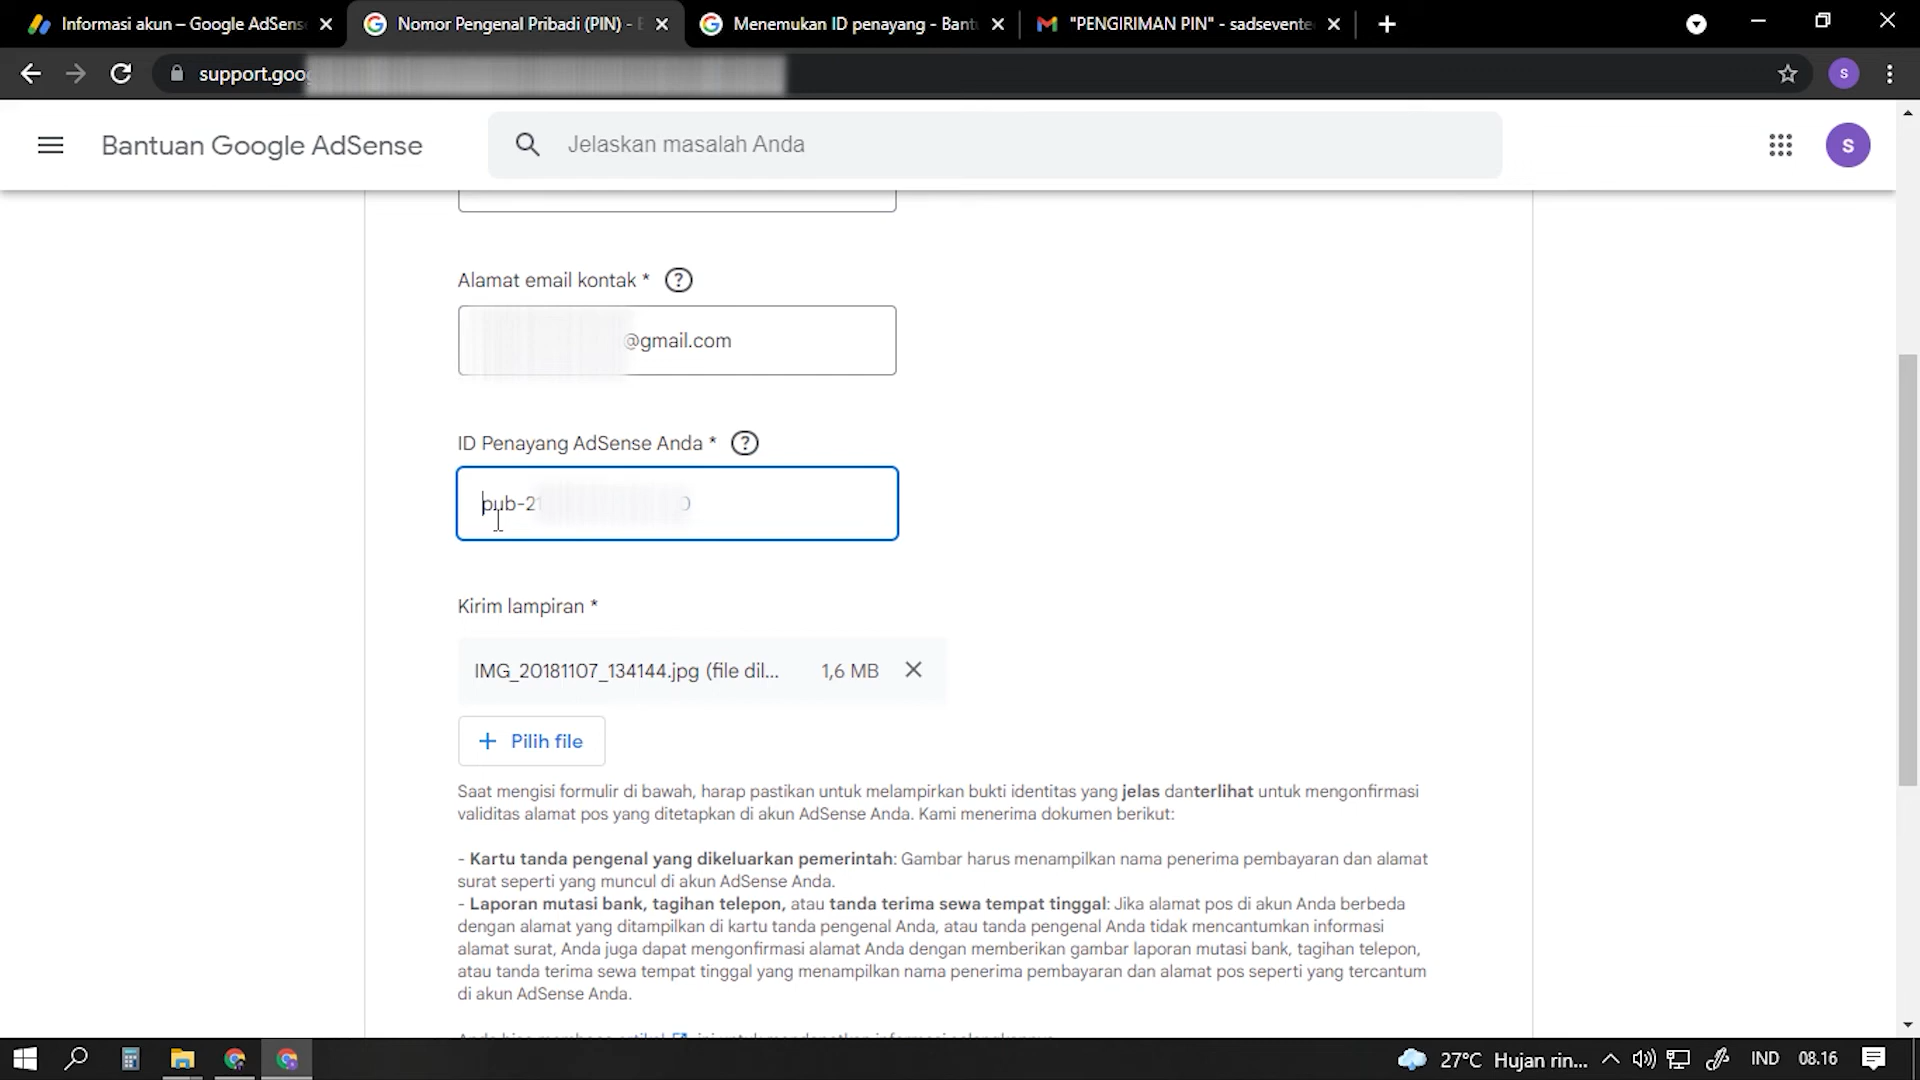 Informasi akun – Google AdSens
Nomor Pengenal Pribadi (PIN) -
Menemukan ID penayang - Bant
"PENGIRIMAN PIN" - sadsevente
support.goog
S
Bantuan Google AdSense
Jelaskan masalah Anda
S
Alamat email kontak *
@gmail.com
ID Penayang AdSense Anda *
pub-21
Kirim lampiran *
IMG_20181107_134144.jpg (file dil... 1,6 MB
+ Pilih file
Saat mengisi formulir di bawah, harap pastikan untuk melampirkan bukti identitas yang jelas danterlihat untuk mengonfirmasi
validitas alamat pos yang ditetapkan di akun AdSense Anda. Kami menerima dokumen berikut:
- Kartu tanda pengenal yang dikeluarkan pemerintah: Gambar harus menampilkan nama penerima pembayaran dan alamat
surat seperti yang muncul di akun AdSense Anda.
- Laporan mutasi bank, tagihan telepon, atau tanda terima sewa tempat tinggal: Jika alamat pos di akun Anda berbeda
dengan alamat yang ditampilkan di kartu tanda pengenal Anda, atau tanda pengenal Anda tidak mencantumkan informasi
alamat surat, Anda juga dapat mengonfirmasi alamat Anda dengan memberikan gambar laporan mutasi bank, tagihan telepon,
atau tanda terima sewa tempat tinggal yang menampilkan nama penerima pembayaran dan alamat pos seperti yang tercantum
di akun AdSense Anda.
27°C Hujan rin... IND 08.16